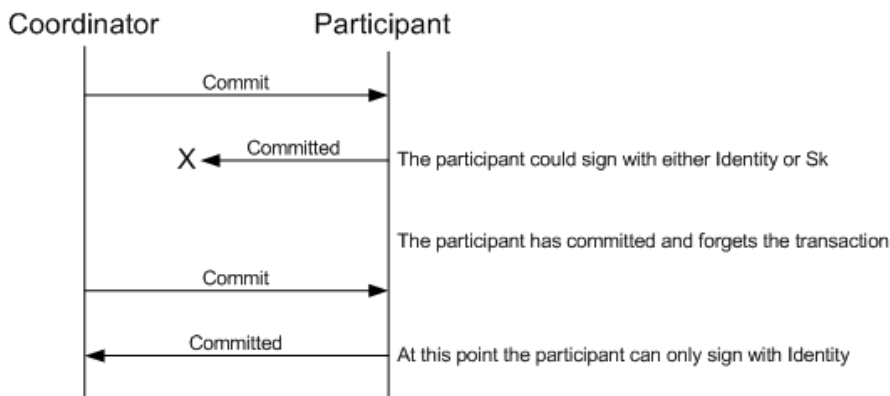 Coordinator Participant
Commit
X Committed The participant could sign with either Identity or Sk
The participant has committed and forgets the transaction
Commit
Committed At this point the participant can only sign with Identity